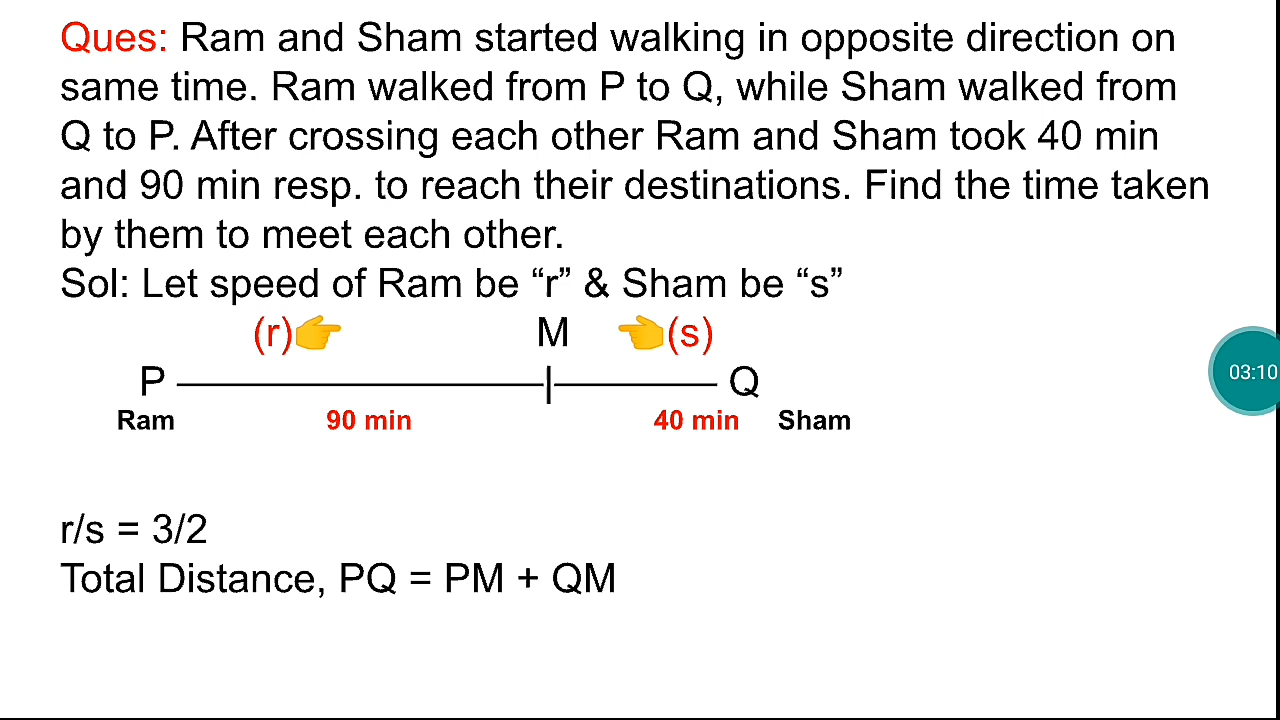 Ques: Ram and Sham started walking in opposite direction on
same time. Ram walked from P to Q, while Sham walked from
Q to P. After crossing each other Ram and Sham took 40 min
and 90 min resp. to reach their destinations. Find the time taken
by them to meet each other.
Sol: Let speed of Ram be “r” & Sham be “s”
(r)👉 M 👈(s)
P Q
Ram 90 min 40 min Sham
03:10
r/s = 3/2
Total Distance, PQ = PM + QM